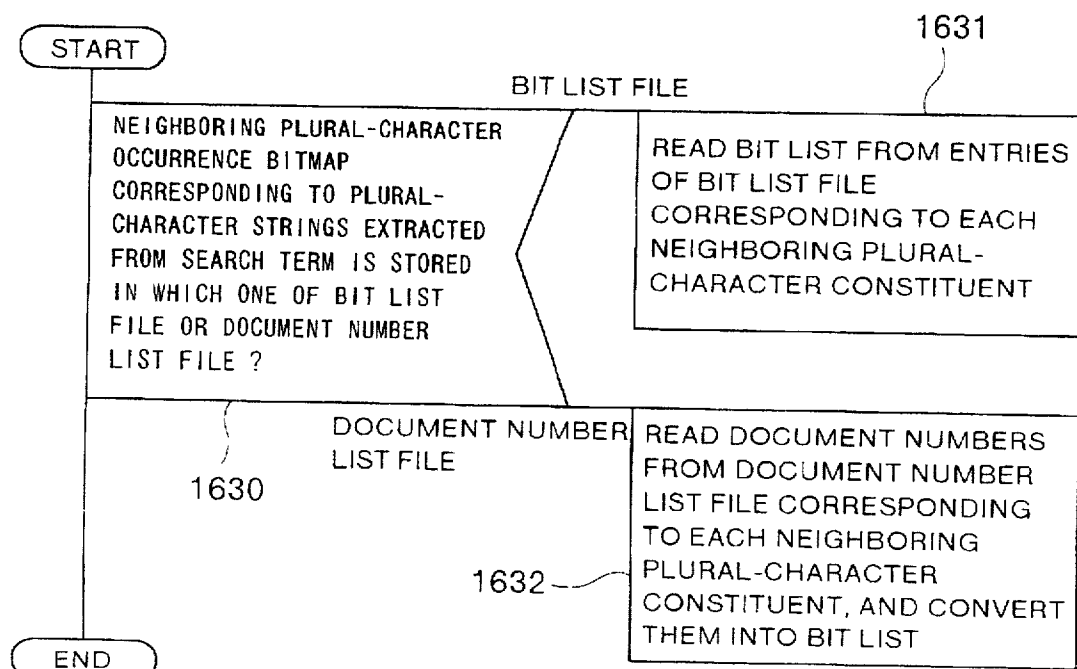 1631
START
BIT LIST FILE
NEIGHBORING PLURAL-CHARACTER
OCCURRENCE BITMAP
CORRESPONDING TO PLURAL-
CHARACTER STRINGS EXTRACTED
FROM SEARCH TERM IS STORED
IN WHICH ONE OF BIT LIST
FILE OR DOCUMENT NUMBER
LIST FILE ?
READ BIT LIST FROM ENTRIES
OF BIT LIST FILE
CORRESPONDING TO EACH
NEIGHBORING PLURAL-
CHARACTER CONSTITUENT
DOCUMENT NUMBER
LIST FILE
1630
READ DOCUMENT NUMBERS
FROM DOCUMENT NUMBER
LIST FILE CORRESPONDING
TO EACH NEIGHBORING
PLURAL-CHARACTER
CONSTITUENT, AND CONVERT
THEM INTO BIT LIST
1632
END